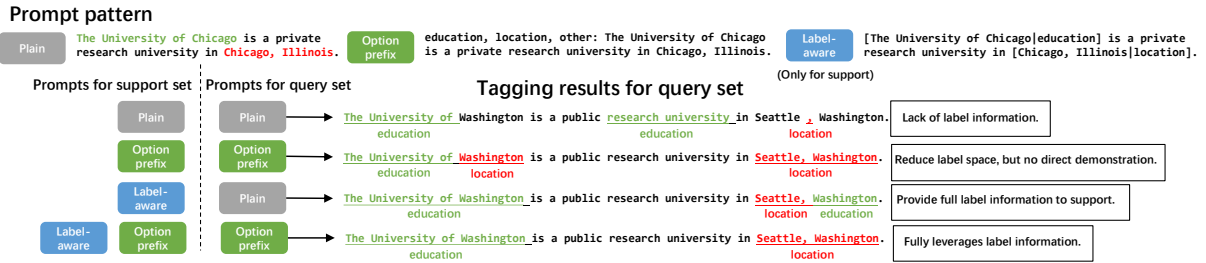 Prompt pattern
Plain
The University of Chicago is a private
research university in Chicago, Illinois.
Option
prefix
education, location, other: The University of Chicago
is a private research university in Chicago, Illinois.
Label-
aware
(Only for support)
[The University of Chicago|education] is a private
research university in [Chicago, Illinois|location].
Prompts for support set
Prompts for query set
Tagging results for query set
Plain
Plain
The University of Washington is a public research university in Seattle , Washington.
education
education
location
Lack of label information.
Option
prefix
Option
prefix
The University of Washington is a public research university in Seattle, Washington.
education
location
location
Reduce label space, but no direct demonstration.
Label-
aware
Plain
The University of Washington is a public research university in Seattle, Washington.
education
location
education
Provide full label information to support.
Label-
aware
Option
prefix
Option
prefix
The University of Washington is a public research university in Seattle, Washington.
education
location
Fully leverages label information.